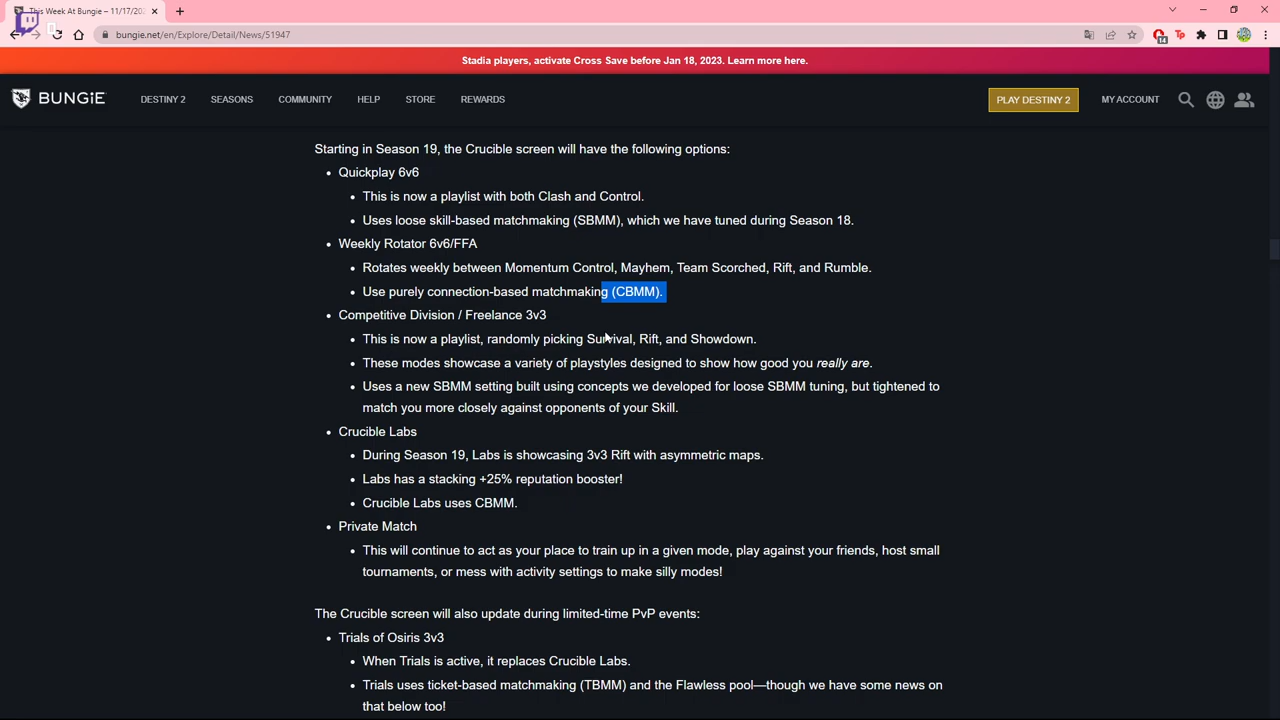 This Week At Bungie – 11/17/202
bungie.net/en/Explore/Detail/News/51947
14
Stadia players, activate Cross Save before Jan 18, 2023. Learn more here.
BUNGiE
DESTINY 2
SEASONS
COMMUNITY
HELP
STORE
REWARDS
PLAY DESTINY 2
MY ACCOUNT
Starting in Season 19, the Crucible screen will have the following options:
• Quickplay 6v6
• This is now a playlist with both Clash and Control.
• Uses loose skill-based matchmaking (SBMM), which we have tuned during Season 18.
• Weekly Rotator 6v6/FFA
• Rotates weekly between Momentum Control, Mayhem, Team Scorched, Rift, and Rumble.
• Use purely connection-based matchmaking (CBMM).
• Competitive Division / Freelance 3v3
• This is now a playlist, randomly picking Survival, Rift, and Showdown.
• These modes showcase a variety of playstyles designed to show how good you really are.
• Uses a new SBMM setting built using concepts we developed for loose SBMM tuning, but tightened to
match you more closely against opponents of your Skill.
• Crucible Labs
• During Season 19, Labs is showcasing 3v3 Rift with asymmetric maps.
• Labs has a stacking +25% reputation booster!
• Crucible Labs uses CBMM.
• Private Match
• This will continue to act as your place to train up in a given mode, play against your friends, host small
tournaments, or mess with activity settings to make silly modes!
The Crucible screen will also update during limited-time PvP events:
• Trials of Osiris 3v3
• When Trials is active, it replaces Crucible Labs.
• Trials uses ticket-based matchmaking (TBMM) and the Flawless pool—though we have some news on
that below too!